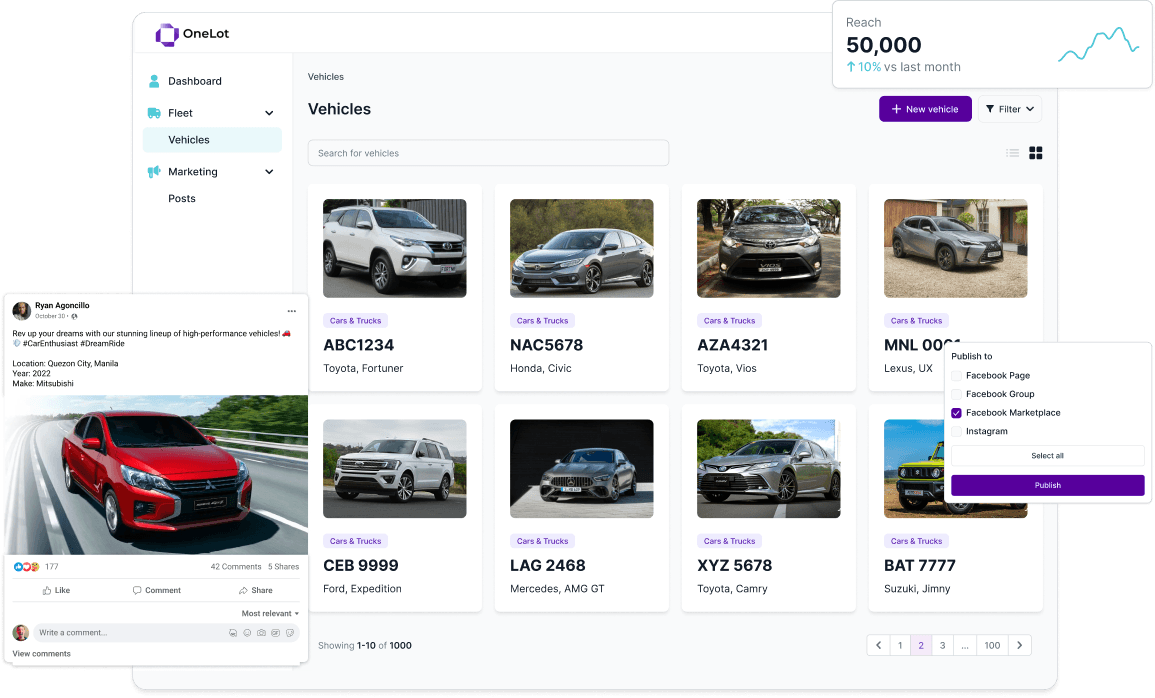 OneLot
Reach
50,000
10% vs last month
Dashboard
Fleet
Vehicles
Marketing
Posts
Vehicles
Vehicles
New vehicle
Filter
Search for vehicles
Cars & Trucks
ABC1234
Toyota, Fortuner
Cars & Trucks
NAC5678
Honda, Civic
Cars & Trucks
AZA4321
Toyota, Vios
Cars & Trucks
MNL 0001
Lexus, UX
Publish to
Facebook Page
Facebook Group
Facebook Marketplace
Instagram
Select all
Publish
Ryan Agoncillo
October 30 •
Rev up your dreams with our stunning lineup of high-performance vehicles! 🚗
#CarEnthusiast #DreamRide
Location: Quezon City, Manila
Year: 2022
Make: Mitsubishi
177
42 Comments 5 Shares
Like Comment Share
Most relevant
Write a comment...
View comments
Cars & Trucks
CEB 9999
Ford, Expedition
Cars & Trucks
LAG 2468
Mercedes, AMG GT
Cars & Trucks
XYZ 5678
Toyota, Camry
Cars & Trucks
BAT 7777
Suzuki, Jimny
Showing 1-10 of 1000
1 2 3 ... 100